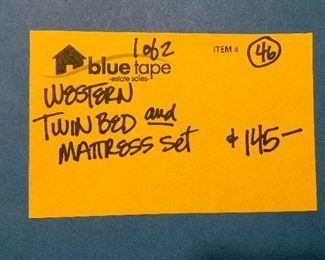 1 of 2
ITEM # 46
blue tape
-estate sales-
WESTERN
TWIN BED and
MATTRESS Set $145-